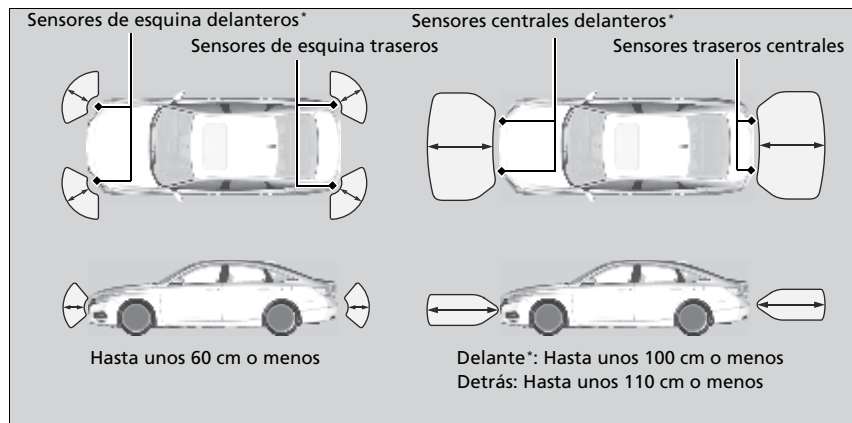 Sensores de esquina delanteros*
Sensores de esquina traseros
Hasta unos 60 cm o menos
Sensores centrales delanteros*
Sensores traseros centrales
Delante*: Hasta unos 100 cm o menos
Detrás: Hasta unos 110 cm o menos